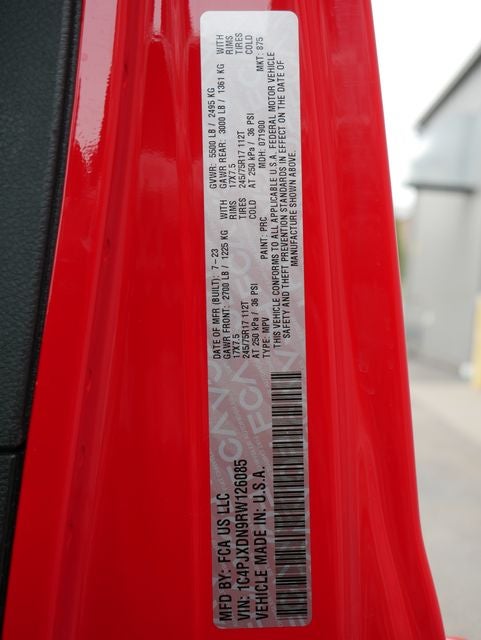 MFD BY: FCA US LLC
VIN: 1C4PJXDN9RW126085
VEHICLE MADE IN: U.S.A.
DATE OF MFR (BUILT): 7-23
GVWR: 5500 LB / 2495 KG
GAWR FRONT: 2700 LB / 1225 KG WITH
17X7.5 RIMS
245/75R17 112T TIRES
AT 250 kPa / 36 PSI COLD
GAWR REAR: 3000 LB / 1361 KG WITH
17X7.5 RIMS
245/75R17 112T TIRES
AT 250 kPa / 36 PSI COLD
TYPE: MPV PAINT: PRC MDH: 071900 MKT: 875
THIS VEHICLE CONFORMS TO ALL APPLICABLE U.S.A. FEDERAL MOTOR VEHICLE
SAFETY AND THEFT PREVENTION STANDARDS IN EFFECT ON THE DATE OF
MANUFACTURE SHOWN ABOVE.
FCA